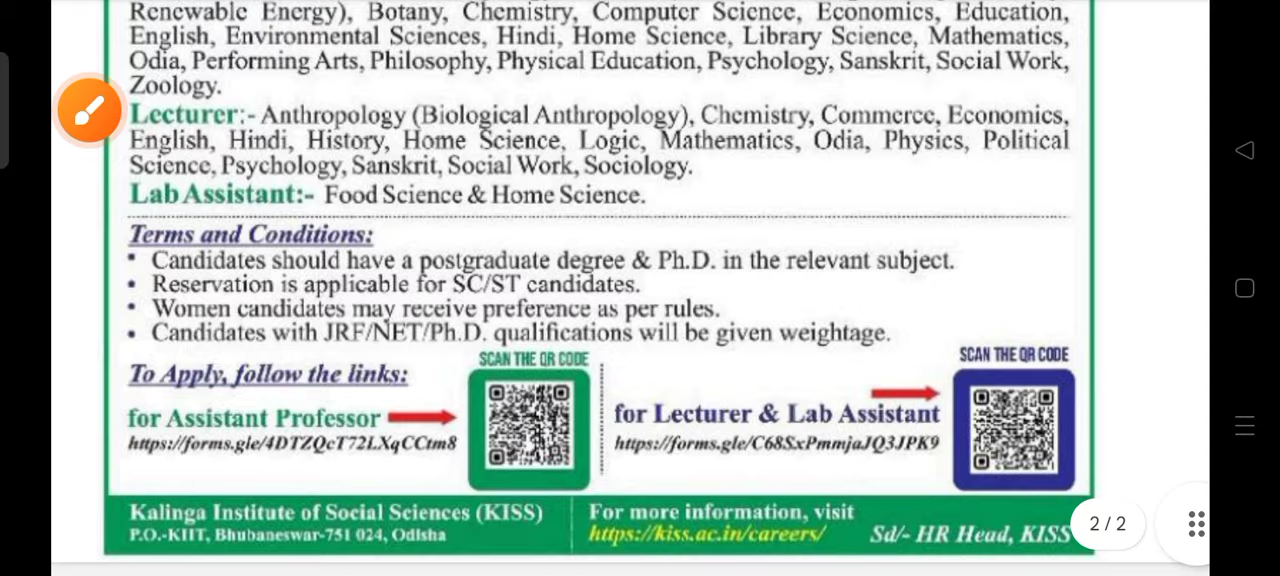 Renewable Energy), Botany, Chemistry, Computer Science, Economics, Education,
English, Environmental Sciences, Hindi, Home Science, Library Science, Mathematics,
Odia, Performing Arts, Philosophy, Physical Education, Psychology, Sanskrit, Social Work,
Zoology.
Lecturer:- Anthropology (Biological Anthropology), Chemistry, Commerce, Economics,
English, Hindi, History, Home Science, Logic, Mathematics, Odia, Physics, Political
Science, Psychology, Sanskrit, Social Work, Sociology.
Lab Assistant:- Food Science & Home Science.
Terms and Conditions:
• Candidates should have a postgraduate degree & Ph.D. in the relevant subject.
• Reservation is applicable for SC/ST candidates.
• Women candidates may receive preference as per rules.
• Candidates with JRF/NET/Ph.D. qualifications will be given weightage.
To Apply, follow the links:
SCAN THE QR CODE
for Assistant Professor
https://forms.gle/4DTZQcT72LXqCCtm8
SCAN THE QR CODE
for Lecturer & Lab Assistant
https://forms.gle/C68SxPmmjaJQ3JPK9
Kalinga Institute of Social Sciences (KISS)
P.O.-KIIT, Bhubaneswar-751 024, Odisha
For more information, visit
https://kiss.ac.in/careers/
Sd/- HR Head, KISS
2/2